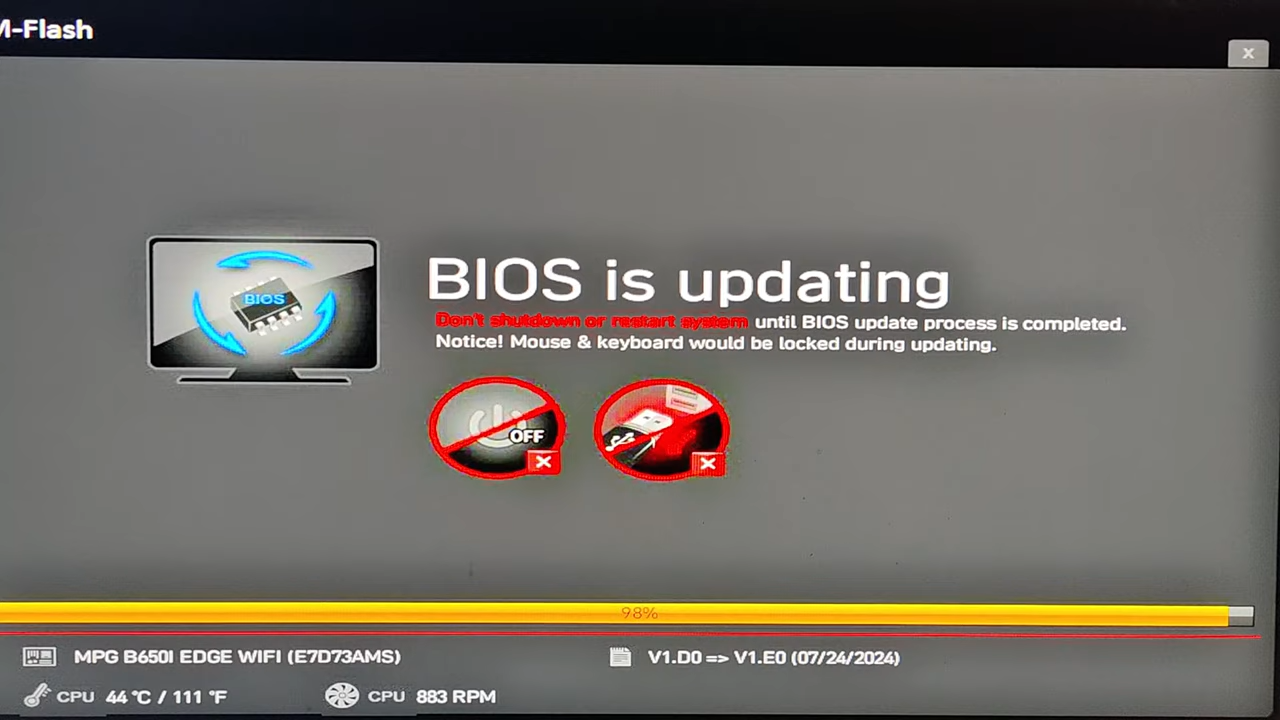 M-Flash
BIOS
BIOS is updating
Don't shutdown or restart system until BIOS update process is completed.
Notice! Mouse & keyboard would be locked during updating.
OFF
98%
MPG B650I EDGE WIFI (E7D73AMS)
V1.D0 => V1.E0 (07/24/2024)
CPU 44 °C / 111 °F
CPU 883 RPM